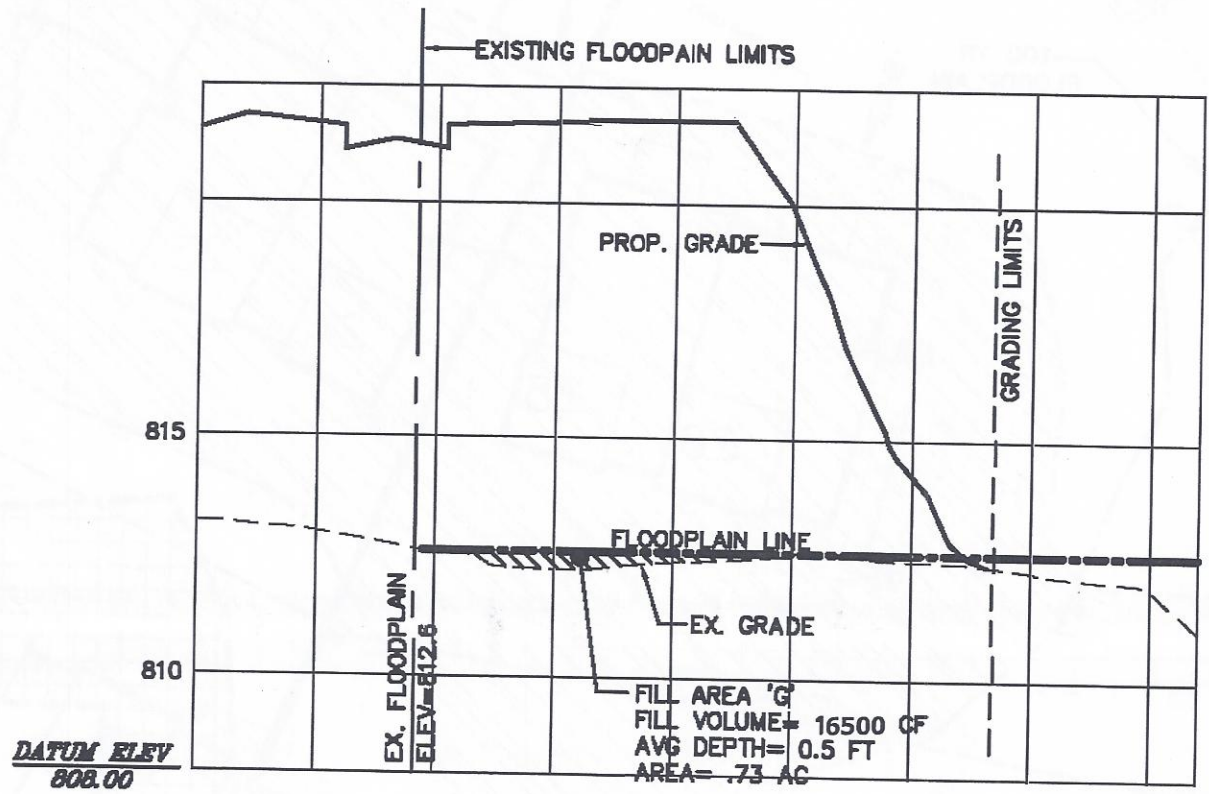 EXISTING FLOODPAIN LIMITS
PROP. GRADE
GRADING LIMITS
815
FLOODPLAIN LINE
EX. FLOODPLAIN
ELEV=812.6
EX. GRADE
810
FILL AREA 'G'
FILL VOLUME= 16500 CF
AVG DEPTH= 0.5 FT
AREA= .73 AC
DATUM ELEV
808.00